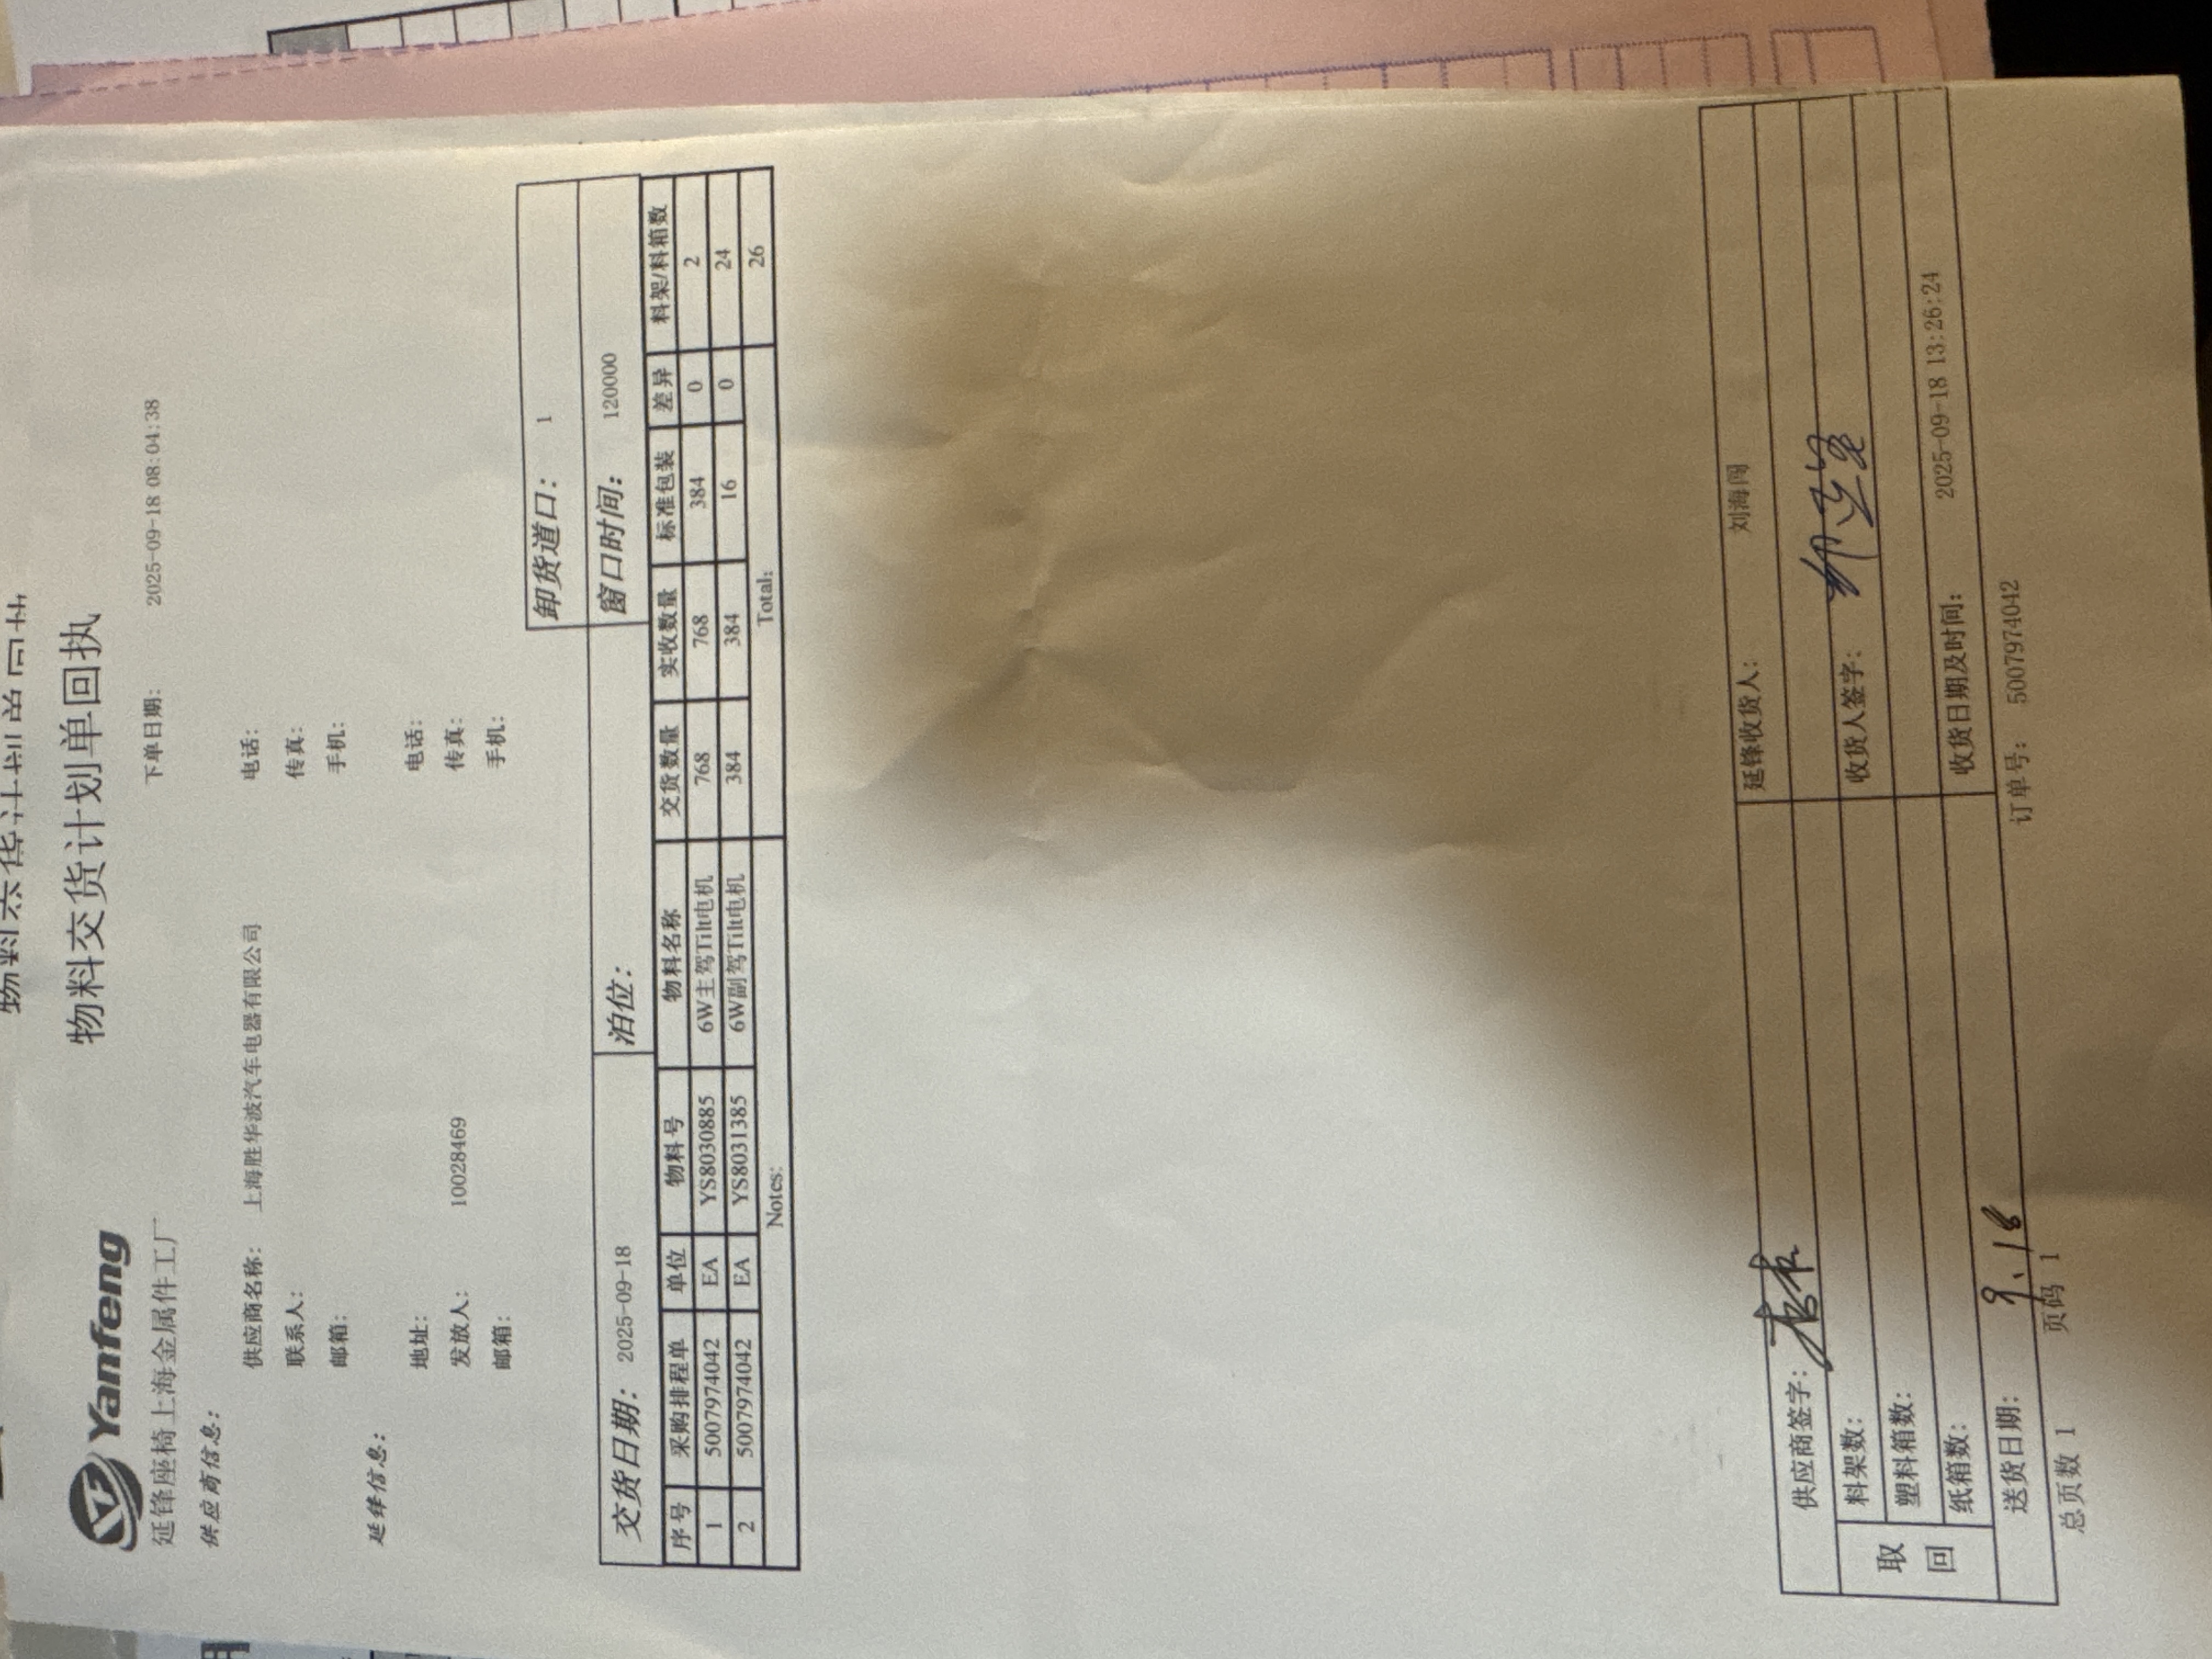 物料交货计划单回执
Yanfeng
延锋座椅上海金属件工厂
下单日期: 2025-09-18 08:04:38
供应商信息:
供应商名称: 上海胜华波汽车电器有限公司 电话:
联系人: 传真:
邮箱: 手机:
延锋信息:
地址: 电话:
发放人: 10028469 传真:
邮箱: 手机:
卸货道口: 1
交货日期: 2025-09-18 泊位: 窗口时间: 120000
序号 采购排程单 单位 物料号 物料名称 交货数量 实收数量 标准包装 差异 料架/料箱数
1 5007974042 EA YS8030885 6W主驾Tilt电机 768 768 384 0 2
2 5007974042 EA YS8031385 6W副驾Tilt电机 384 384 16 0 24
Notes: Total: 26
供应商签字: 延锋收货人: 刘海闯
取回 料架数:
塑料箱数: 收货人签字:
纸箱数:
送货日期: 9.18 收货日期及时间: 2025-09-18 13:26:24
总页数 1 页码 1 订单号: 5007974042